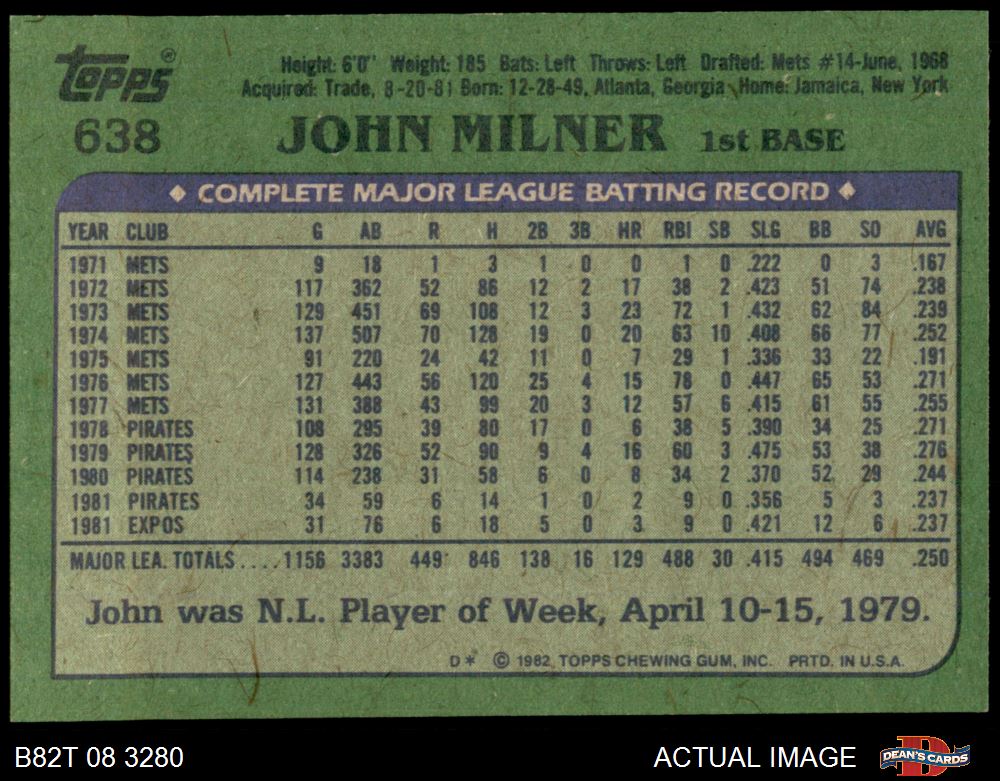 TOPPS®
Height: 6'0" Weight: 185 Bats: Left Throws: Left Drafted: Mets #14-June, 1968
Acquired: Trade, 8-20-81 Born: 12-28-49, Atlanta, Georgia Home: Jamaica, New York
638 JOHN MILNER 1st BASE
♦ COMPLETE MAJOR LEAGUE BATTING RECORD ♦
YEAR CLUB G AB R H 2B 3B HR RBI SB SLG BB SO AVG
1971 METS 9 18 1 3 1 0 0 1 0 .222 0 3 .167
1972 METS 117 362 52 86 12 2 17 38 2 .423 51 74 .238
1973 METS 129 451 69 108 12 3 23 72 1 .432 62 84 .239
1974 METS 137 507 70 128 19 0 20 63 10 .408 66 77 .252
1975 METS 91 220 24 42 11 0 7 29 1 .336 33 22 .191
1976 METS 127 443 56 120 25 4 15 78 0 .447 65 53 .271
1977 METS 131 388 43 99 20 3 12 57 6 .415 61 55 .255
1978 PIRATES 108 295 39 80 17 0 6 38 5 .390 34 25 .271
1979 PIRATES 128 326 52 90 9 4 16 60 3 .475 53 38 .276
1980 PIRATES 114 238 31 58 6 0 8 34 2 .370 52 29 .244
1981 PIRATES 34 59 6 14 1 0 2 9 0 .356 5 3 .237
1981 EXPOS 31 76 6 18 5 0 3 9 0 .421 12 6 .237
MAJOR LEA. TOTALS....1156 3383 449 846 138 16 129 488 30 .415 494 469 .250
John was N.L. Player of Week, April 10-15, 1979.
D* © 1982 TOPPS CHEWING GUM, INC. PRTD. IN U.S.A.
B82T 08 3280 ACTUAL IMAGE DEAN'S CARDS